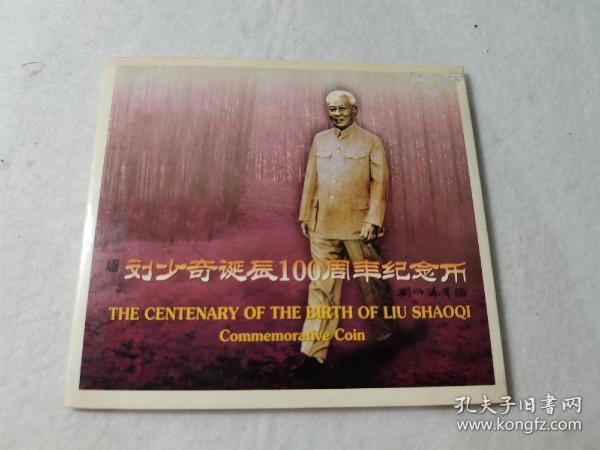 刘少奇诞辰100周年纪念币
THE CENTENARY OF THE BIRTH OF LIU SHAOQI
Commemorative Coin
孔夫子旧书网
www.kongfz.com